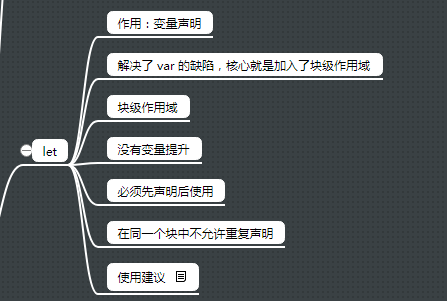 作用：变量声明
解决了 var 的缺陷，核心就是加入了块级作用域
块级作用域
let
没有变量提升
必须先声明后使用
在同一个块中不允许重复声明
使用建议